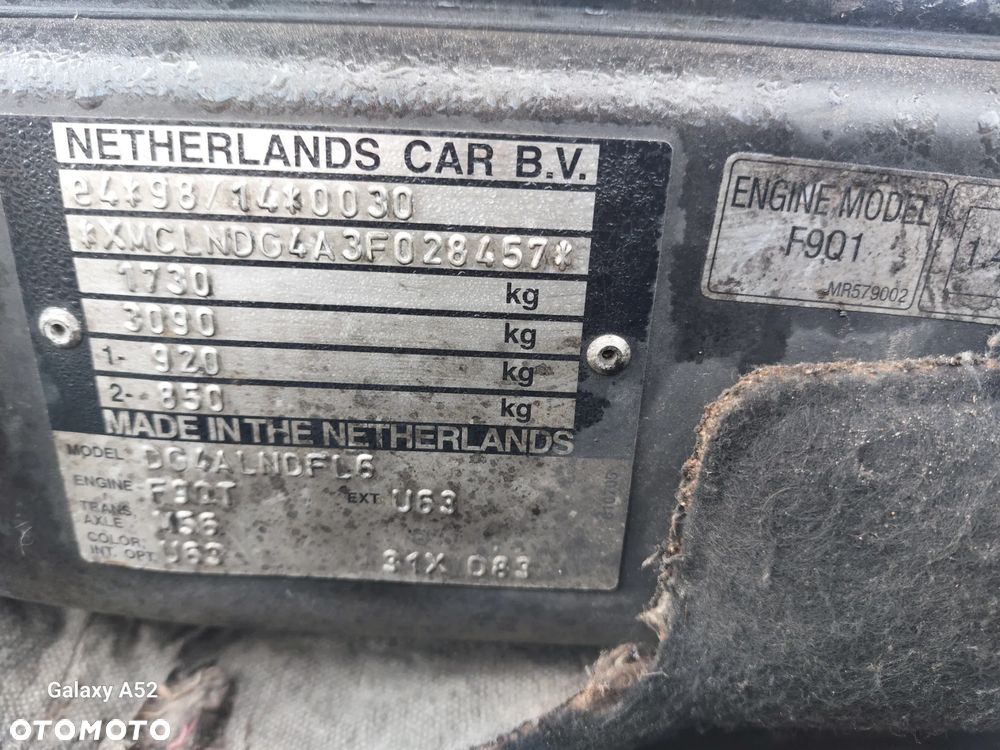 NETHERLANDS CAR B.V.
e4*98/14*0030
*XMCLNDG4A3F028457*
1730 kg
3090 kg
1- 920 kg
2- 850 kg
MADE IN THE NETHERLANDS
MODEL DG4ALNDFL6
ENGINE F9QT EXT U63
TRANS. AXLE M56
COLOR. INT. OPT U63 31X D83
ENGINE MODEL
F9Q1
MR579002
Galaxy A52
OTOMOTO